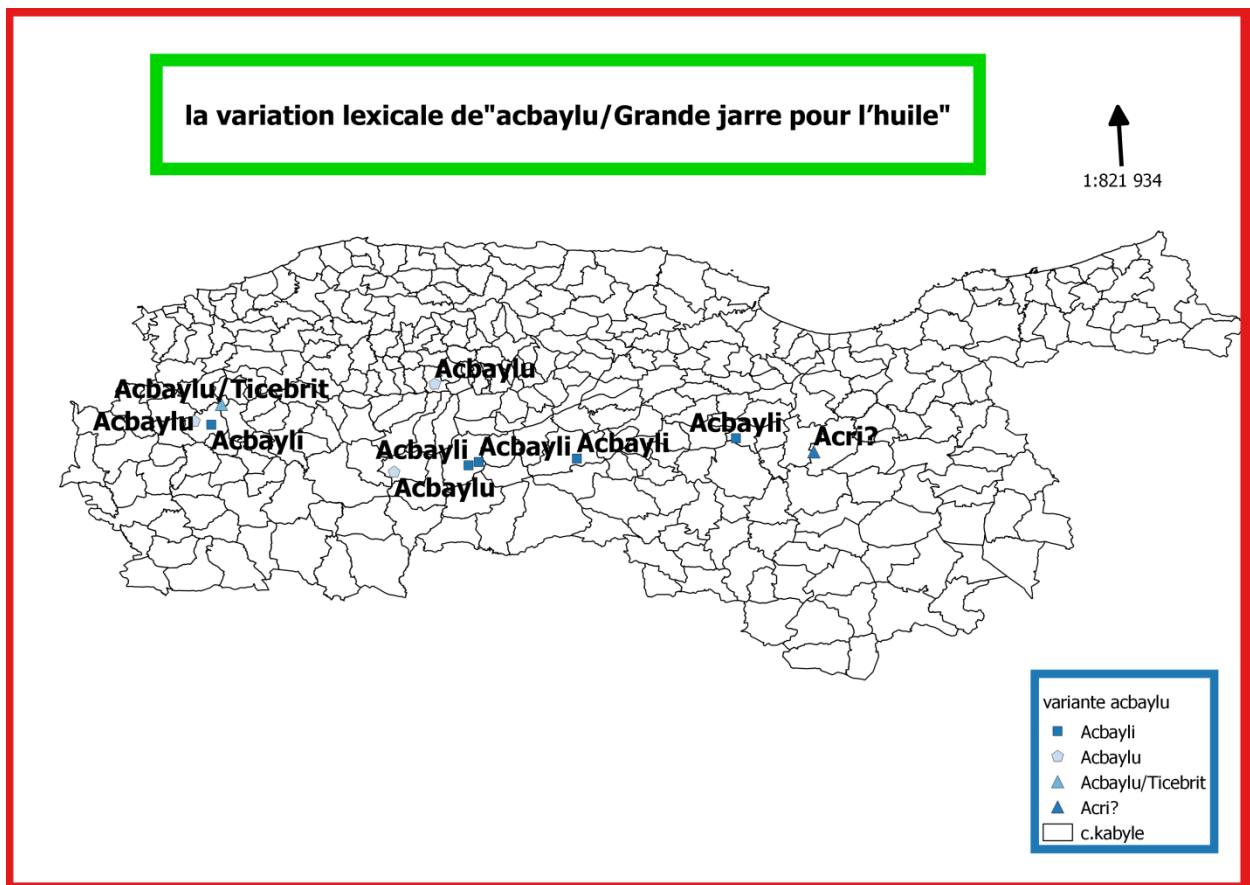 la variation lexicale de"acbaylu/Grande jarre pour l’huile"
1:821 934
Acbaylu
Acbaylu/Ticebrit
Acbaylu
Acbayli
Acbayli
Acbayli
Acbayli
Acbayli
Acri?
Acbaylu
variante acbaylu
Acbayli
Acbaylu
Acbaylu/Ticebrit
Acri?
c.kabyle